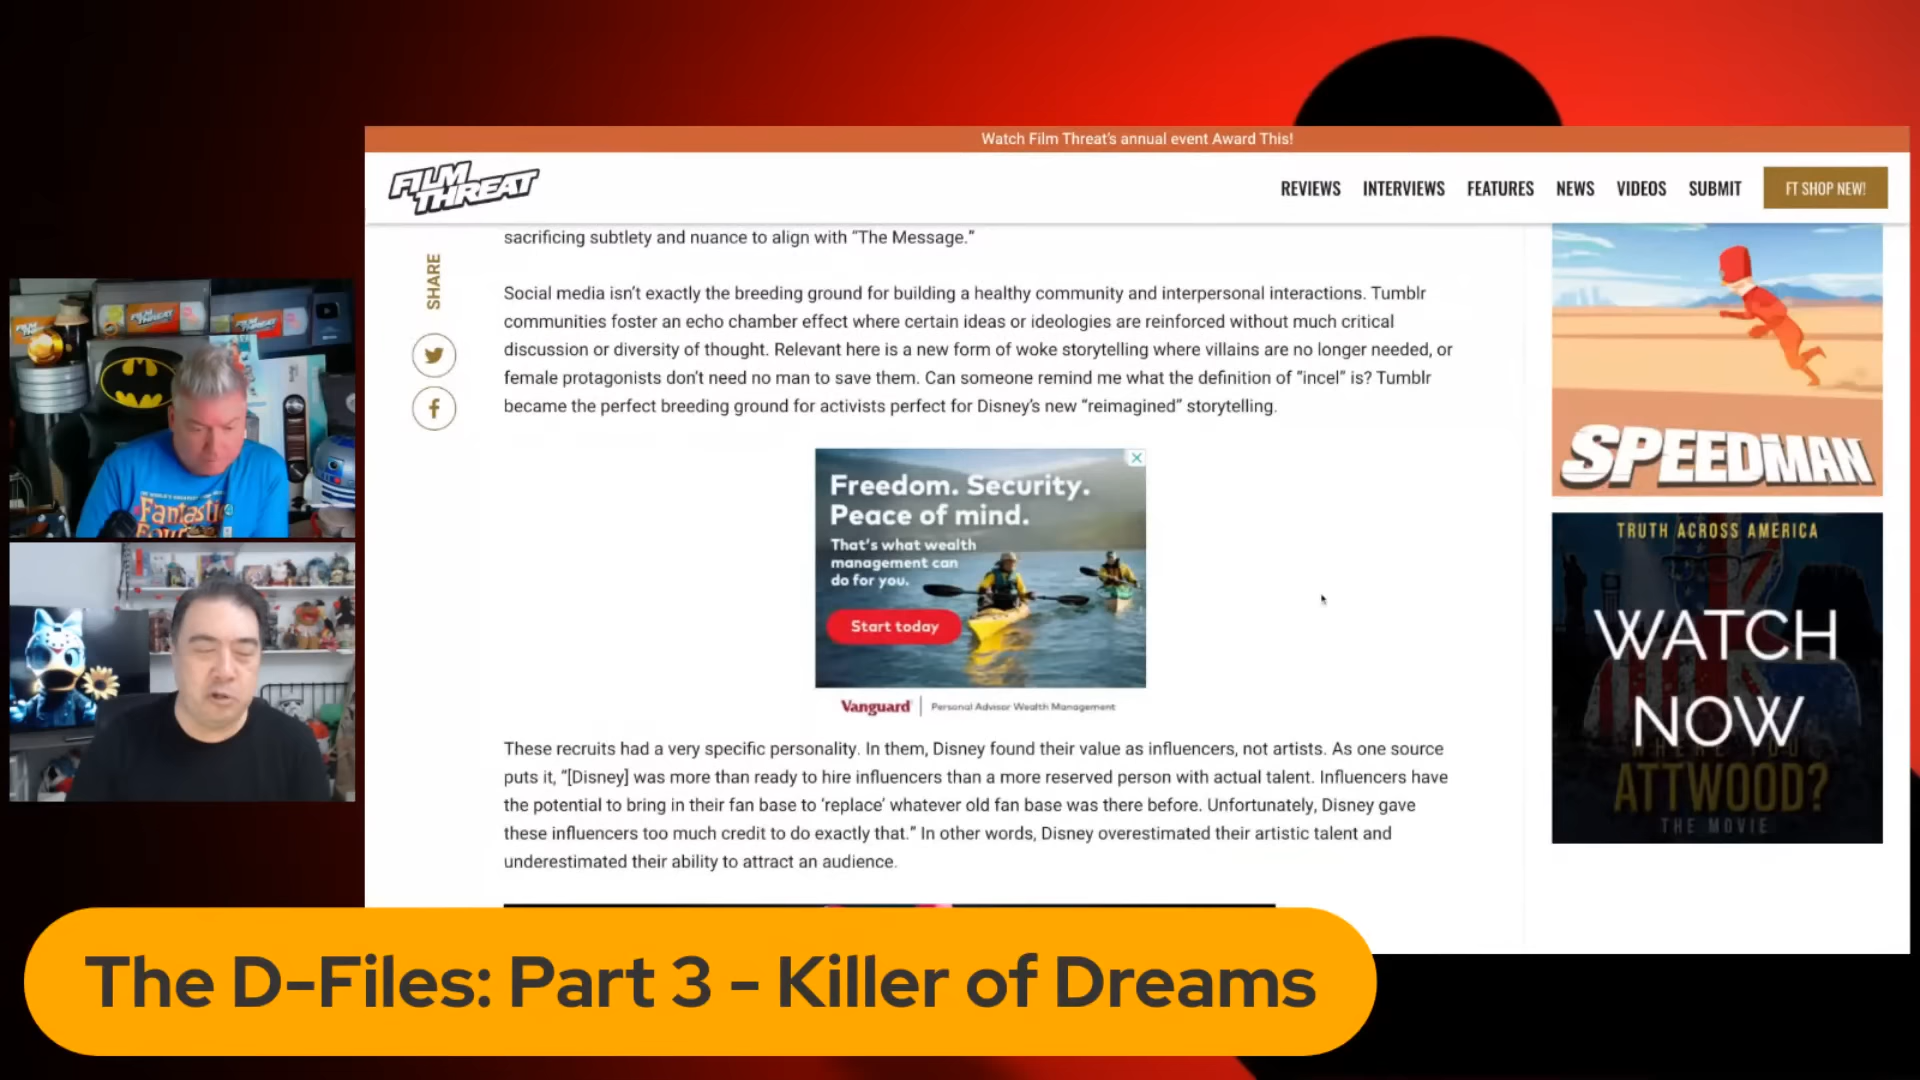 Watch Film Threat's annual event Award This!
FILM THREAT
REVIEWS INTERVIEWS FEATURES NEWS VIDEOS SUBMIT FT SHOP NEW!
SHARE
sacrificing subtlety and nuance to align with “The Message.”
Social media isn’t exactly the breeding ground for building a healthy community and interpersonal interactions. Tumblr
communities foster an echo chamber effect where certain ideas or ideologies are reinforced without much critical
discussion or diversity of thought. Relevant here is a new form of woke storytelling where villains are no longer needed, or
female protagonists don’t need no man to save them. Can someone remind me what the definition of “incel” is? Tumblr
became the perfect breeding ground for activists perfect for Disney’s new “reimagined” storytelling.
Freedom. Security.
Peace of mind.
That’s what wealth
management can
do for you.
Start today
Vanguard | Personal Advisor Wealth Management
These recruits had a very specific personality. In them, Disney found their value as influencers, not artists. As one source
puts it, “[Disney] was more than ready to hire influencers than a more reserved person with actual talent. Influencers have
the potential to bring in their fan base to ‘replace’ whatever old fan base was there before. Unfortunately, Disney gave
these influencers too much credit to do exactly that.” In other words, Disney overestimated their artistic talent and
underestimated their ability to attract an audience.
SPEEDMAN
TRUTH ACROSS AMERICA
WATCH
NOW
WHERE YOU
ATTWOOD?
THE MOVIE
FILM THREAT
Fantastic
Four
The D-Files: Part 3 - Killer of Dreams